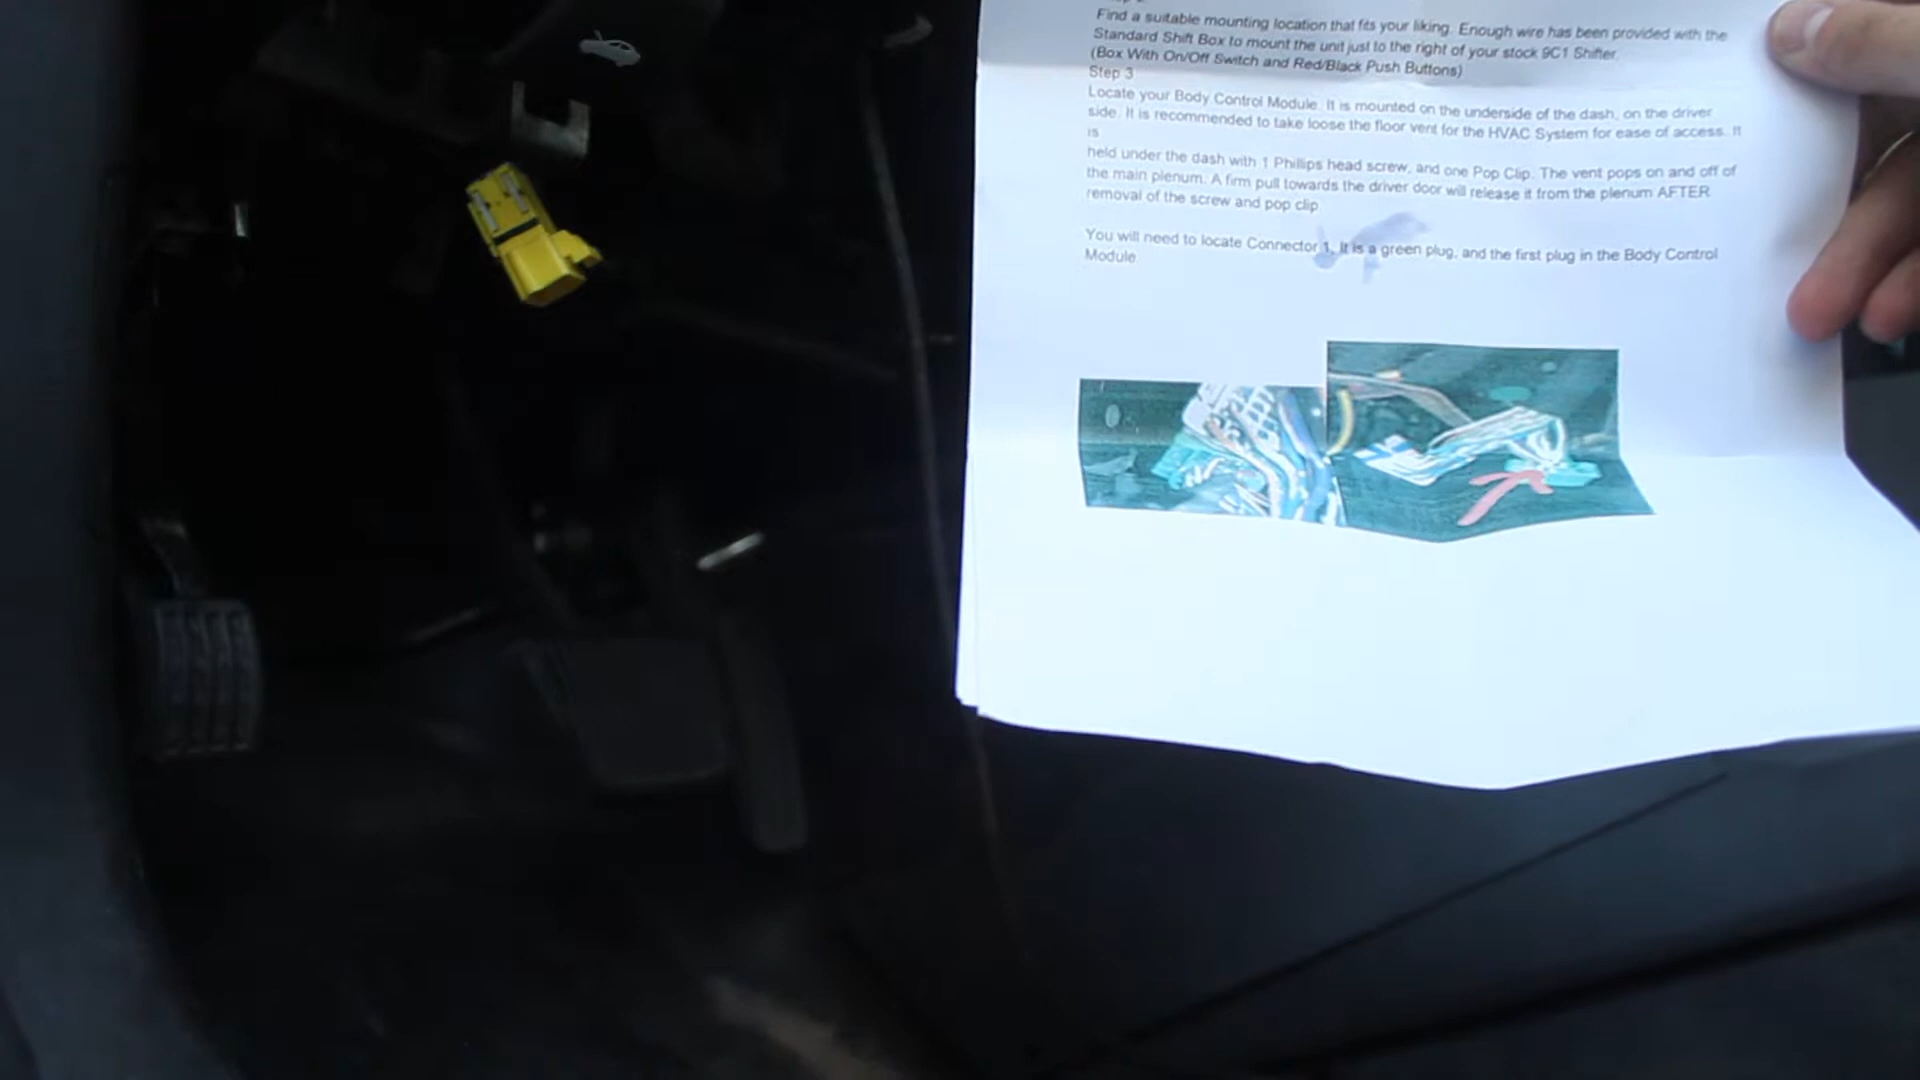 Find a suitable mounting location that fits your liking. Enough wire has been provided with the
Standard Shift Box to mount the unit just to the right of your stock 9C1 Shifter.
(Box With On/Off Switch and Red/Black Push Buttons)
Step 3
Locate your Body Control Module. It is mounted on the underside of the dash, on the driver
side. It is recommended to take loose the floor vent for the HVAC System for ease of access. It
is
held under the dash with 1 Phillips head screw, and one Pop Clip. The vent pops on and off of
the main plenum. A firm pull towards the driver door will release it from the plenum AFTER
removal of the screw and pop clip
You will need to locate Connector 1. It is a green plug, and the first plug in the Body Control
Module